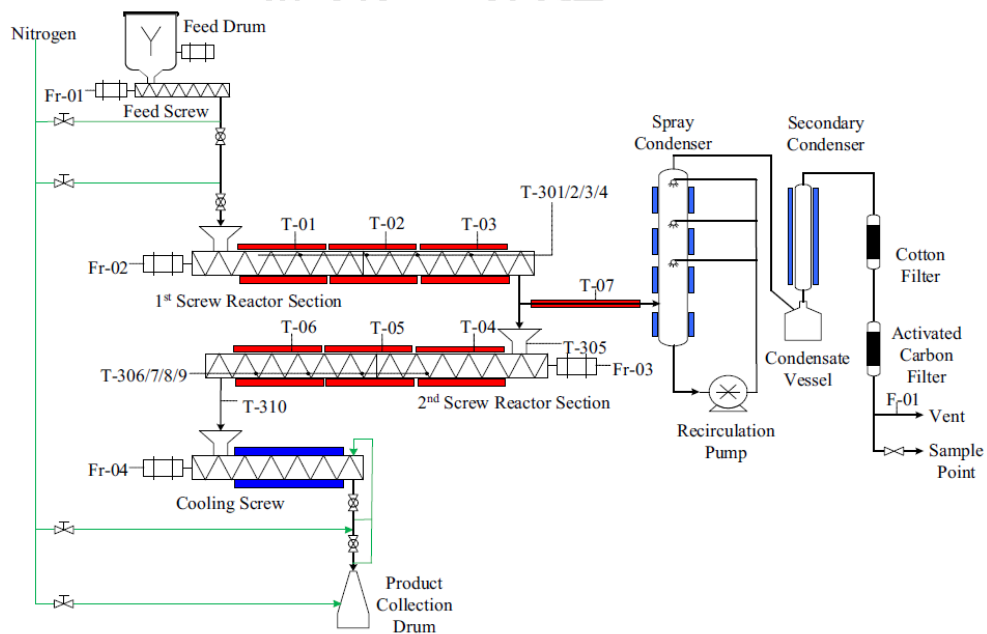 Nitrogen
Feed Drum
Fr-01
Feed Screw
Spray
Condenser
Secondary
Condenser
T-301/2/3/4
T-01
T-02
T-03
Fr-02
1st Screw Reactor Section
T-07
Cotton
Filter
T-06
T-05
T-04
T-305
Condensate
Vessel
Activated
Carbon
Filter
T-306/7/8/9
Fr-03
2nd Screw Reactor Section
T-310
F-01
Vent
Recirculation
Pump
Sample
Point
Fr-04
Cooling Screw
Product
Collection
Drum